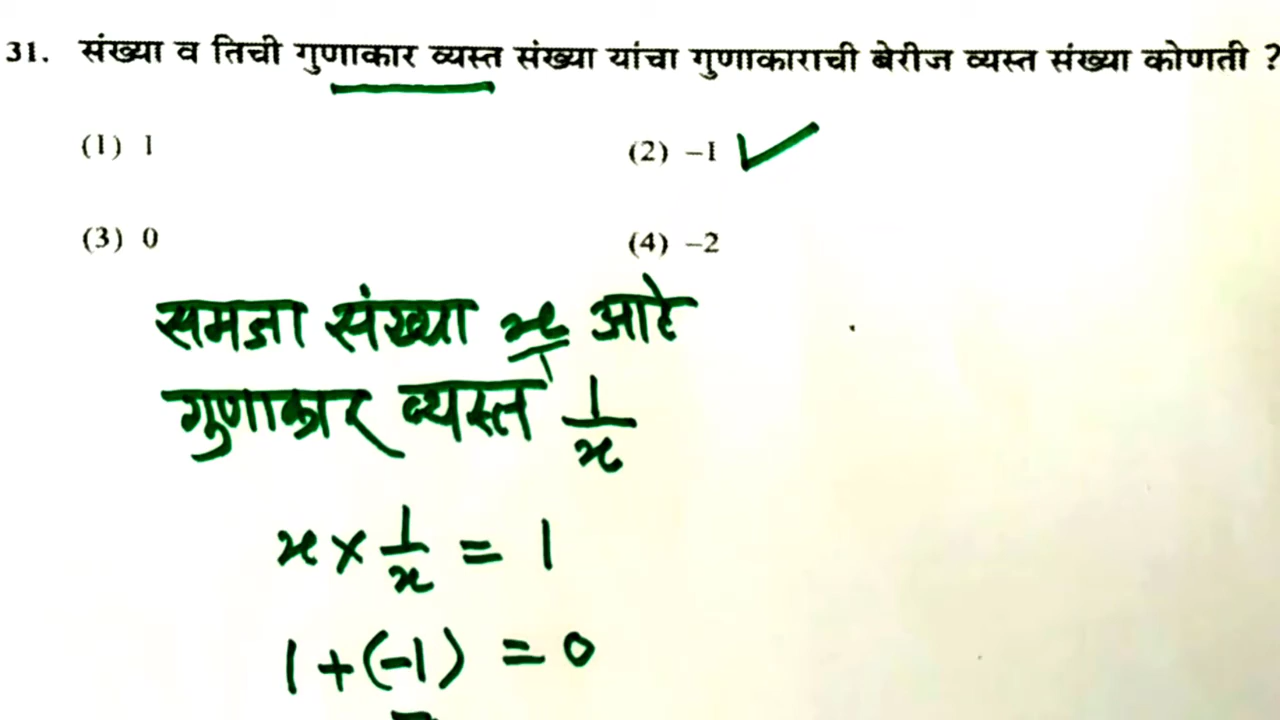 31. संख्या व तिची गुणाकार व्यस्त संख्या यांचा गुणाकाराची बेरीज व्यस्त संख्या कोणती ?
(1) 1 (2) –1
(3) 0 (4) –2
समजा संख्या x आहे
गुणाकार व्यस्त 1/x
x × 1/x = 1
1 + (-1) = 0